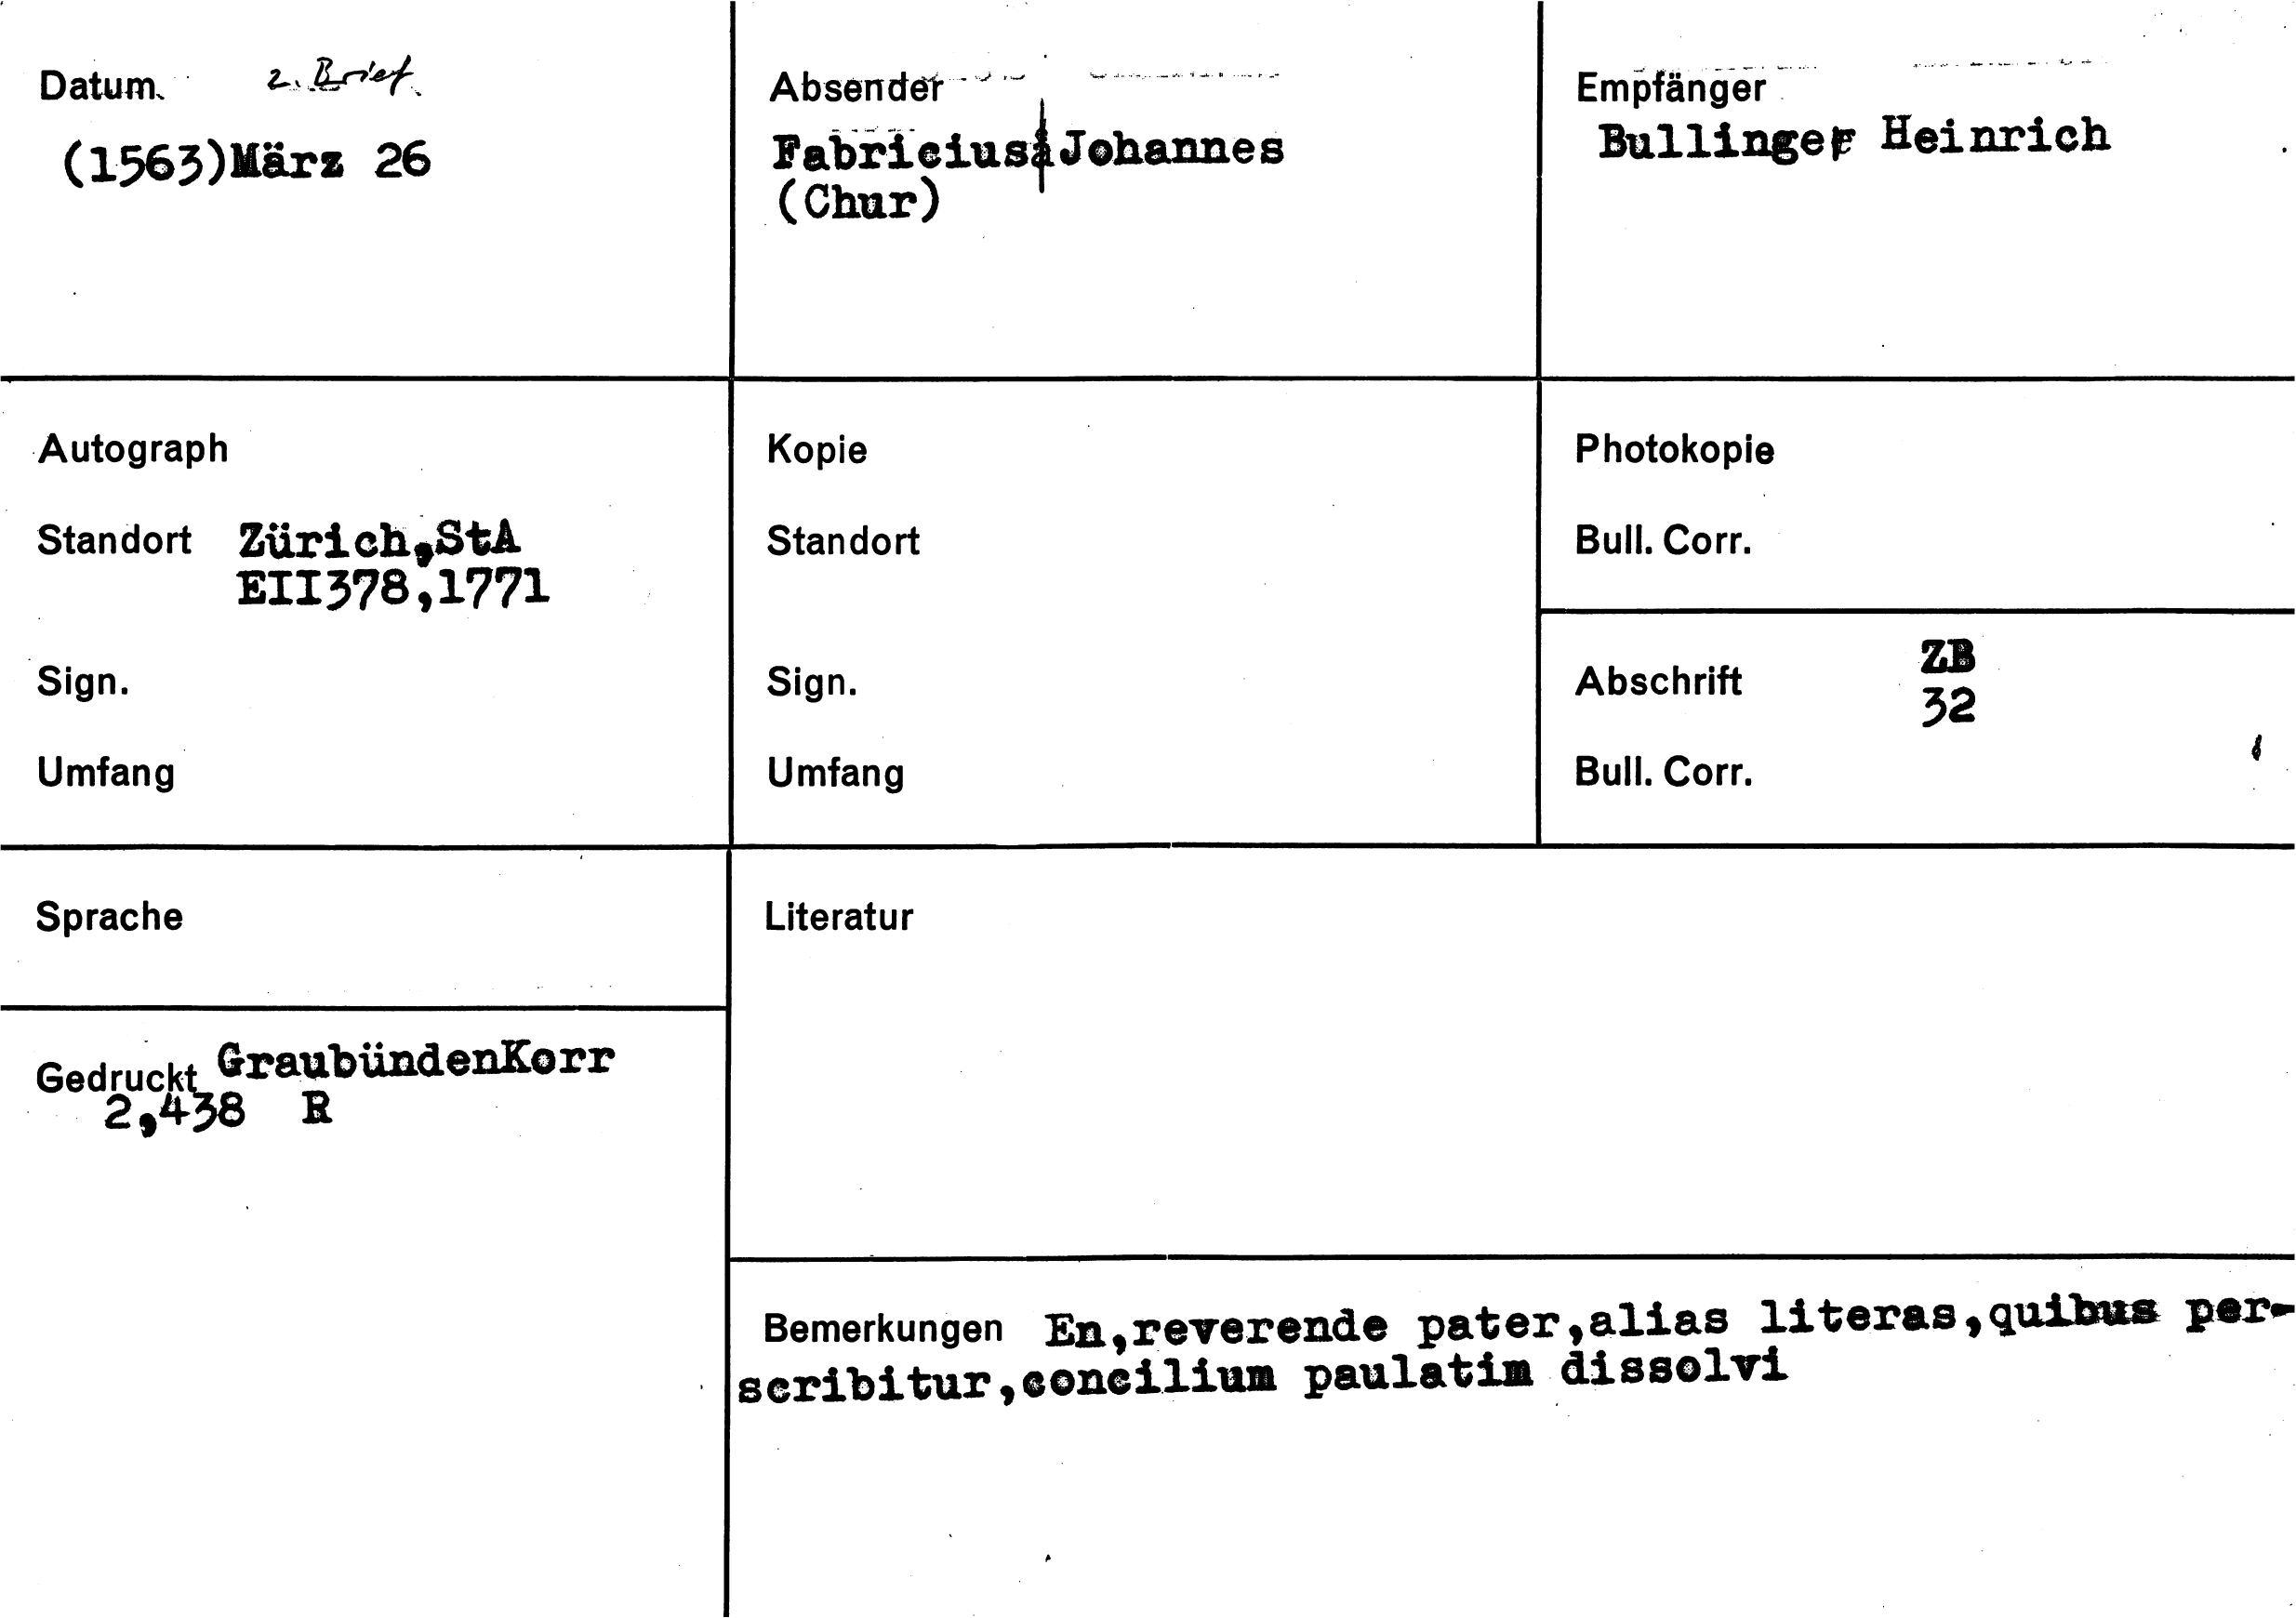 Datum. 2. Brief.
(1563)März 26
Absender
Fabricius Johannes
(Chur)
Empfänger
Bullinger Heinrich
Autograph
Standort Zürich,StA
EII378,1771
Sign.
Umfang
Kopie
Standort
Sign.
Umfang
Photokopie
Bull. Corr.
Abschrift ZB
32
Bull. Corr.
Sprache
Gedruckt GraubündenKorr
2,438 R
Literatur
Bemerkungen En,reverende pater,alias literas,quibus per-
scribitur,concilium paulatim dissolvi